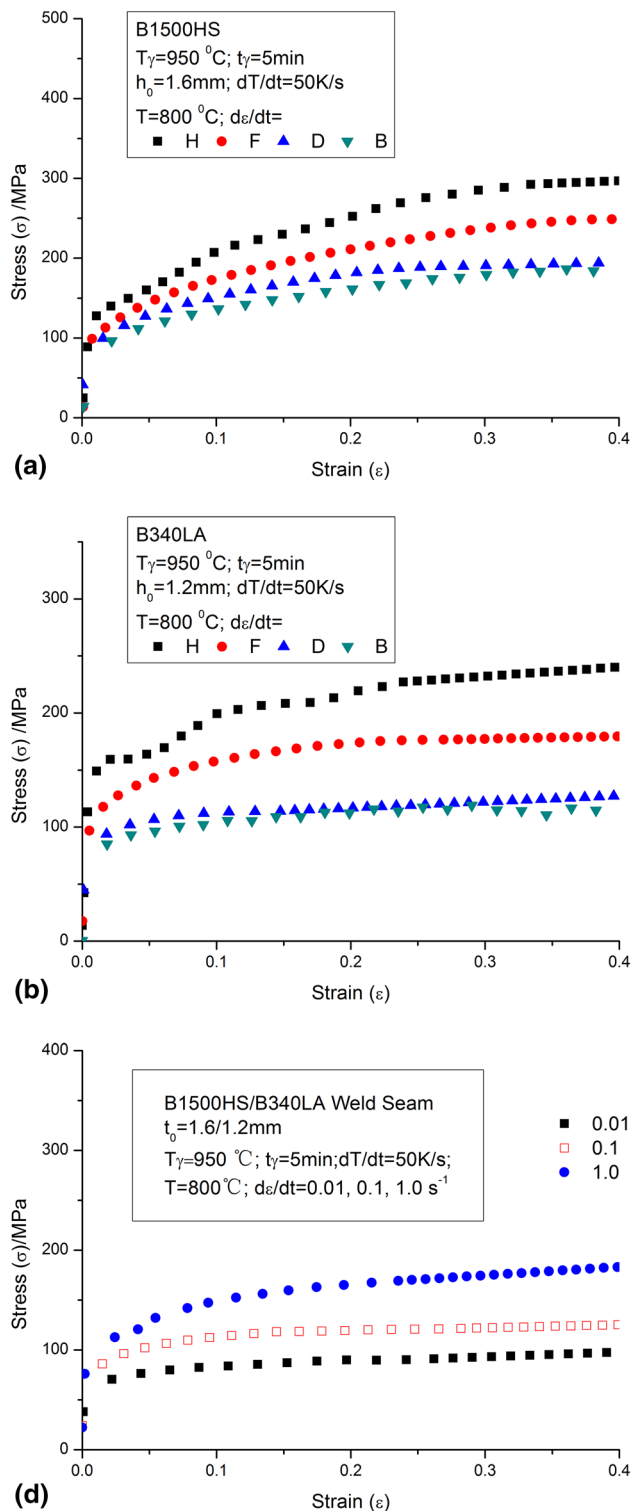 500
400
300
200
100
0
Stress (σ) /MPa
B1500HS
Tγ=950 ⁰C; tγ=5min
h₀=1.6mm; dT/dt=50K/s
T=800 ⁰C; dε/dt=
H F D B
0.0 0.1 0.2 0.3 0.4
Strain (ε)
(a)
300
200
100
0
Stress (σ) /MPa
B340LA
Tγ=950 ⁰C; tγ=5min
h₀=1.2mm; dT/dt=50K/s
T=800 ⁰C; dε/dt=
H F D B
0.0 0.1 0.2 0.3 0.4
Strain (ε)
(b)
400
300
200
100
0
Stress (σ)/MPa
B1500HS/B340LA Weld Seam
t₀=1.6/1.2mm
Tγ=950 ℃; tγ=5min;dT/dt=50K/s;
T=800℃; dε/dt=0.01, 0.1, 1.0 s⁻¹
0.01
0.1
1.0
0.0 0.1 0.2 0.3 0.4
Strain (ε)
(d)